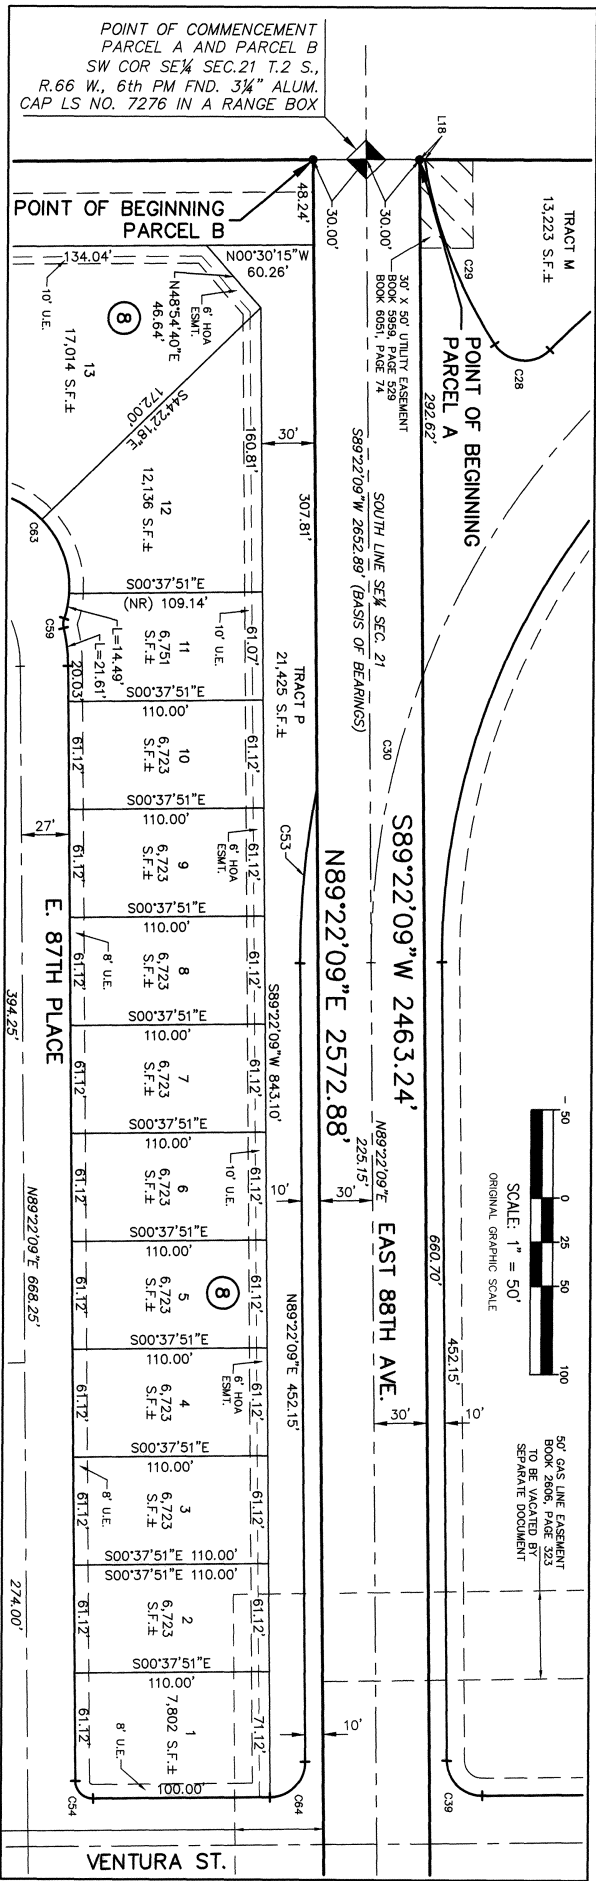 POINT OF COMMENCEMENT
PARCEL A AND PARCEL B
SW COR SE¼ SEC.21 T.2 S.,
R.66 W., 6th PM FND. 3¼" ALUM.
CAP LS NO. 7276 IN A RANGE BOX
L18
TRACT M
13,223 S.F.±
C29
C28
POINT OF BEGINNING
PARCEL B
48.24'
30.00'
30.00'
30' X 50' UTILITY EASEMENT
BOOK 5959, PAGE 529
BOOK 6051, PAGE 74
POINT OF BEGINNING
PARCEL A
292.62'
N00°30'15"W
60.26'
134.04'
10' U.E.
N48°54'40"E
46.64'
6' HOA
ESMT.
8
13
17,014 S.F.±
S44°22'18"E
172.00'
160.81'
30'
307.81'
SOUTH LINE SE¼ SEC. 21
S89°22'09"W 2652.89' (BASIS OF BEARINGS)
12
12,136 S.F.±
C63
C59
S00°37'51"E
(NR) 109.14'
L=14.49'
L=21.61'
11
6,751
S.F.±
10' U.E.
61.07'
TRACT P
21,425 S.F.±
20.03'
S00°37'51"E
110.00'
C30
61.12'
10
6,723
S.F.±
61.12'
C53
S00°37'51"E
110.00'
27'
61.12'
9
6,723
S.F.±
6' HOA
ESMT.
61.12'
S89°22'09"W 2463.24'
N89°22'09"E 2572.88'
E. 87TH PLACE
S00°37'51"E
110.00'
61.12'
8' U.E.
8
6,723
S.F.±
61.12'
394.25'
S00°37'51"E
110.00'
S89°22'09"W 843.10'
61.12'
7
6,723
S.F.±
61.12'
N89°22'09"E
225.15'
S00°37'51"E
110.00'
61.12'
6
6,723
S.F.±
10' U.E.
61.12'
10'
30'
EAST 88TH AVE.
660.70'
N89°22'09"E 668.25'
S00°37'51"E
110.00'
61.12'
5
6,723
S.F.±
8
61.12'
N89°22'09"E 452.15'
S00°37'51"E
110.00'
61.12'
4
6,723
S.F.±
6' HOA
ESMT.
61.12'
30'
10'
452.15'
50
0
25
50
100
SCALE: 1" = 50'
ORIGINAL GRAPHIC SCALE
S00°37'51"E
110.00'
61.12'
8' U.E.
3
6,723
S.F.±
61.12'
50' GAS LINE EASEMENT
BOOK 2606, PAGE 323
TO BE VACATED BY
SEPARATE DOCUMENT
S00°37'51"E 110.00'
S00°37'51"E 110.00'
274.00'
61.12'
2
6,723
S.F.±
61.12'
S00°37'51"E
110.00'
61.12'
1
7,802 S.F.±
71.12'
8' U.E.
10'
100.00'
C54
C64
C39
VENTURA ST.